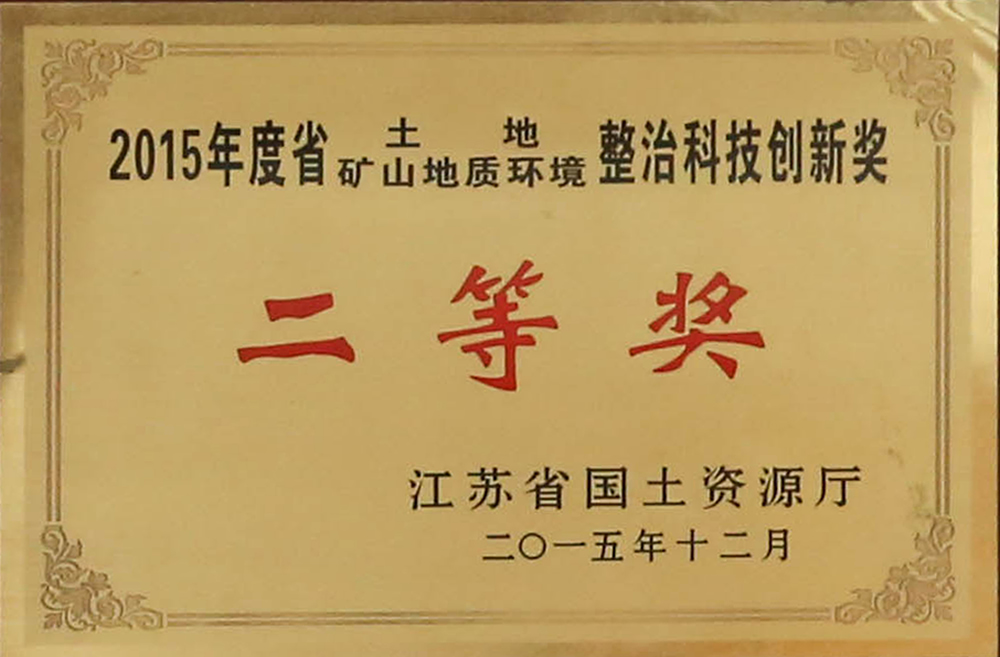 2015年度省土地矿山地质环境整治科技创新奖
二等奖
江苏省国土资源厅
二〇一五年十二月